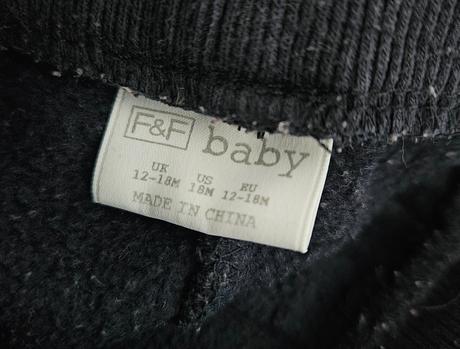 F&F baby
UK US EU
12-18M 18M 12-18M
MADE IN CHINA